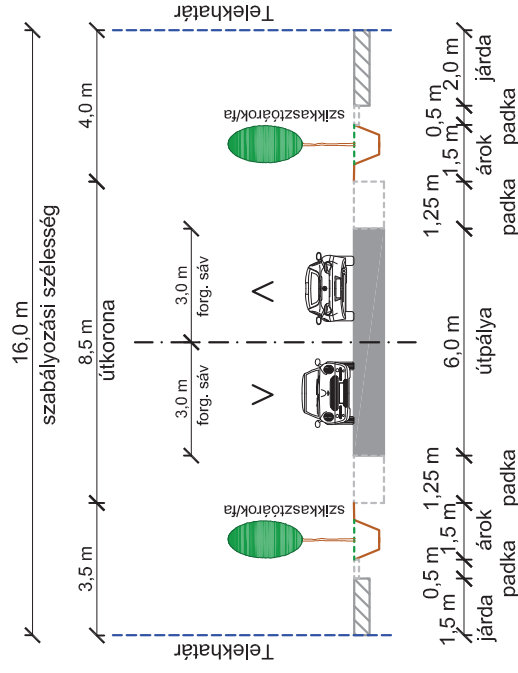 Telekhatár
Telekhatár
16,0 m
szabályozási szélesség
3,5 m
8,5 m
4,0 m
útkorona
3,0 m
forg. sáv
3,0 m
forg. sáv
szikkasztóárok/fa
szikkasztóárok/fa
1,5 m
0,5 m
1,5 m
1,25 m
6,0 m
1,25 m
1,5 m
0,5 m
2,0 m
járda
padka
árok
padka
útpálya
padka
árok
padka
járda